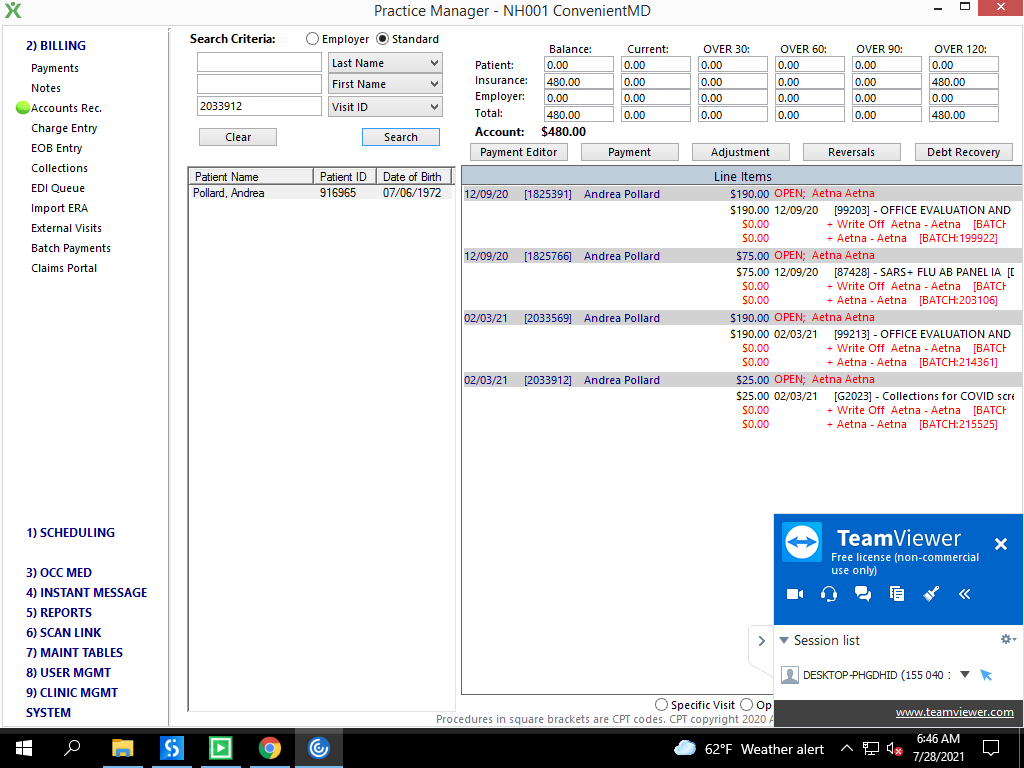 Practice Manager - NH001 ConvenientMD
2) BILLING
Payments
Notes
Accounts Rec.
Charge Entry
EOB Entry
Collections
EDI Queue
Import ERA
External Visits
Batch Payments
Claims Portal
1) SCHEDULING
3) OCC MED
4) INSTANT MESSAGE
5) REPORTS
6) SCAN LINK
7) MAINT TABLES
8) USER MGMT
9) CLINIC MGMT
SYSTEM
Search Criteria: Employer Standard
Last Name
First Name
2033912 Visit ID
Clear Search
Patient Name Patient ID Date of Birth
Pollard, Andrea 916965 07/06/1972
Balance: Current: OVER 30: OVER 60: OVER 90: OVER 120:
Patient: 0.00 0.00 0.00 0.00 0.00 0.00
Insurance: 480.00 0.00 0.00 0.00 0.00 480.00
Employer: 0.00 0.00 0.00 0.00 0.00 0.00
Total: 480.00 0.00 0.00 0.00 0.00 480.00
Account: $480.00
Payment Editor Payment Adjustment Reversals Debt Recovery
Line Items
12/09/20 [1825391] Andrea Pollard $190.00 OPEN; Aetna Aetna
$190.00 12/09/20 [99203] - OFFICE EVALUATION AND
$0.00 + Write Off Aetna - Aetna [BATCH
$0.00 + Aetna - Aetna [BATCH:199922]
12/09/20 [1825766] Andrea Pollard $75.00 OPEN; Aetna Aetna
$75.00 12/09/20 [87428] - SARS+ FLU AB PANEL IA [D
$0.00 + Write Off Aetna - Aetna [BATCH
$0.00 + Aetna - Aetna [BATCH:203106]
02/03/21 [2033569] Andrea Pollard $190.00 OPEN; Aetna Aetna
$190.00 02/03/21 [99213] - OFFICE EVALUATION AND
$0.00 + Write Off Aetna - Aetna [BATCH
$0.00 + Aetna - Aetna [BATCH:214361]
02/03/21 [2033912] Andrea Pollard $25.00 OPEN; Aetna Aetna
$25.00 02/03/21 [G2023] - Collections for COVID scre
$0.00 + Write Off Aetna - Aetna [BATCH
$0.00 + Aetna - Aetna [BATCH:215525]
Specific Visit Op
Procedures in square brackets are CPT codes. CPT copyright 2020 A
TeamViewer
Free license (non-commercial
use only)
Session list
DESKTOP-PHGDHID (155 040
www.teamviewer.com
62°F Weather alert
6:46 AM
7/28/2021